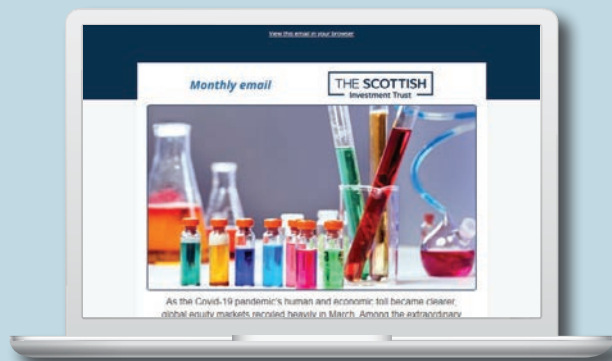 View this email in your browser
Monthly email
THE SCOTTISH
Investment Trust
As the Covid-19 pandemic's human and economic toll became clearer,
global equity markets recoiled heavily in March. Among the extraordinary